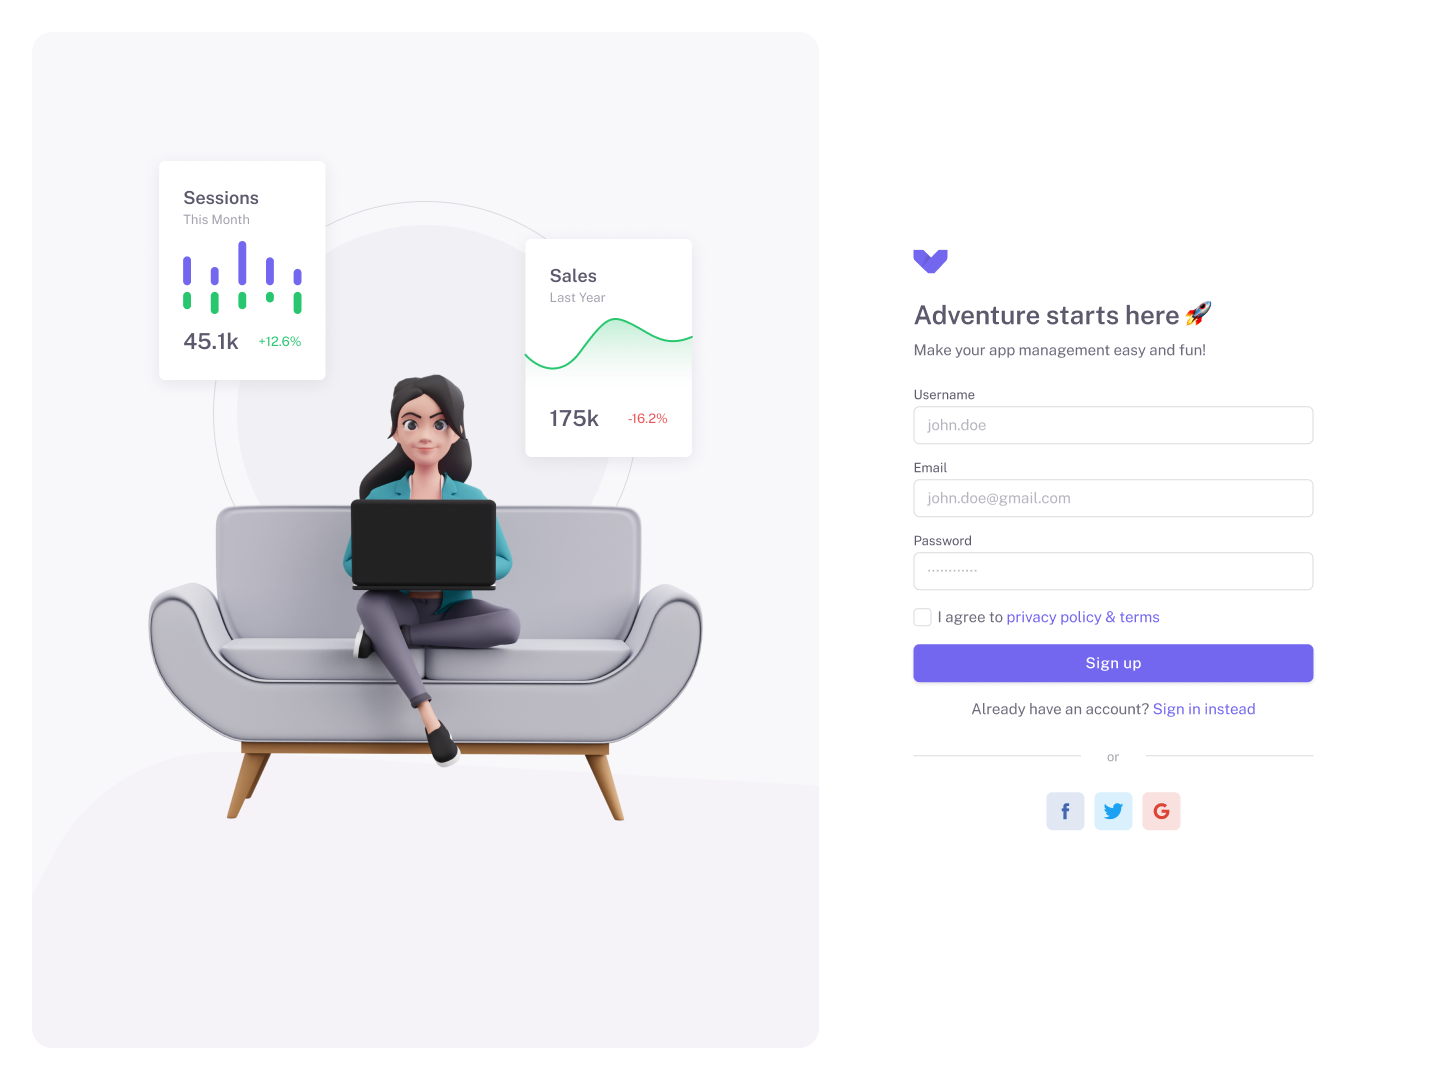 Sessions
This Month
45.1k +12.6%
Sales
Last Year
175k -16.2%
Adventure starts here 🚀
Make your app management easy and fun!
Username
john.doe
Email
john.doe@gmail.com
Password
············
I agree to privacy policy & terms
Sign up
Already have an account? Sign in instead
or